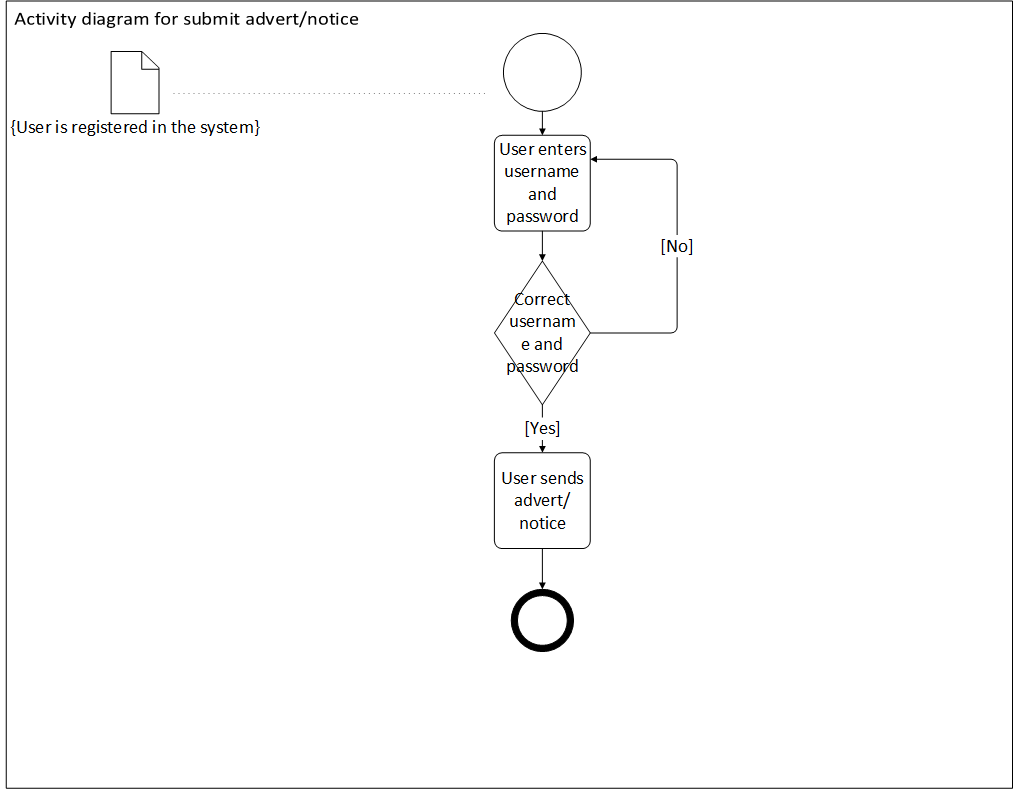 Activity diagram for submit advert/notice
{User is registered in the system}
User enters
username
and
password
[No]
Correct
usernam
e and
password
[Yes]
User sends
advert/
notice